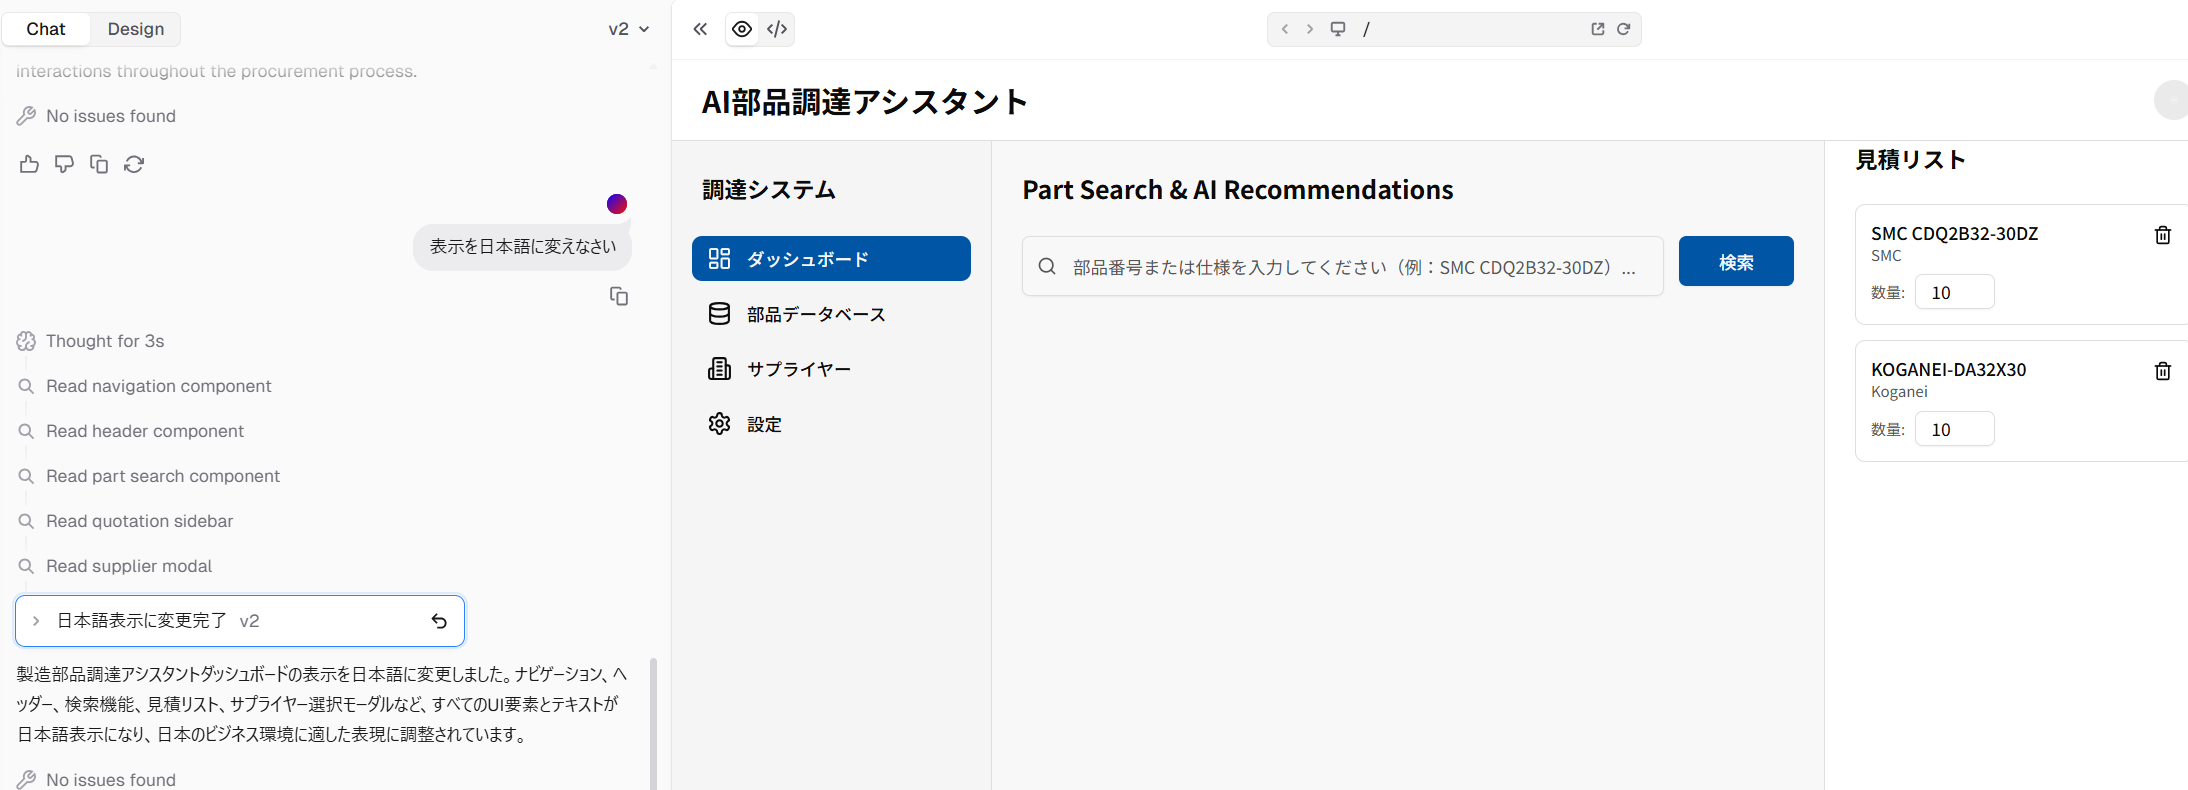 Chat
Design
v2
interactions throughout the procurement process.
No issues found
表示を日本語に変えなさい
Thought for 3s
Read navigation component
Read header component
Read part search component
Read quotation sidebar
Read supplier modal
日本語表示に変更完了 v2
製造部品調達アシスタントダッシュボードの表示を日本語に変更しました。ナビゲーション、ヘ
ッダー、検索機能、見積リスト、サプライヤー選択モーダルなど、すべてのUI要素とテキストが
日本語表示になり、日本のビジネス環境に適した表現に調整されています。
No issues found
/
AI部品調達アシスタント
調達システム
ダッシュボード
部品データベース
サプライヤー
設定
Part Search & AI Recommendations
部品番号または仕様を入力してください（例：SMC CDQ2B32-30DZ）...
検索
見積リスト
SMC CDQ2B32-30DZ
SMC
数量: 10
KOGANEI-DA32X30
Koganei
数量: 10